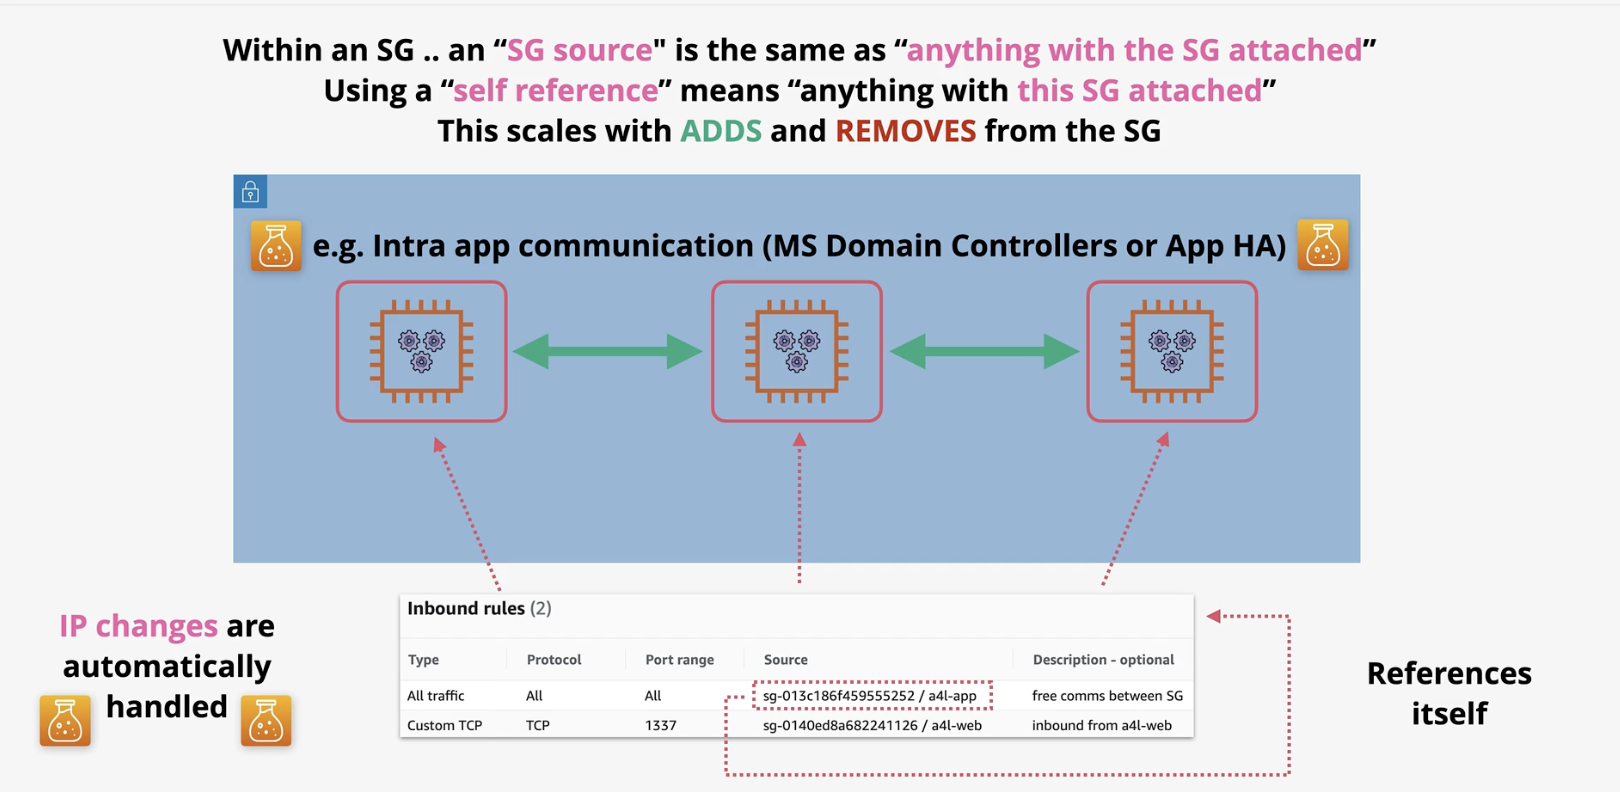 Within an SG .. an “SG source" is the same as “anything with the SG attached”
Using a “self reference” means “anything with this SG attached”
This scales with ADDS and REMOVES from the SG
e.g. Intra app communication (MS Domain Controllers or App HA)
IP changes are
automatically
handled
Inbound rules (2)
Type Protocol Port range Source Description - optional
All traffic All All sg-013c186f459555252 / a4l-app free comms between SG
Custom TCP TCP 1337 sg-0140ed8a682241126 / a4l-web inbound from a4l-web
References
itself